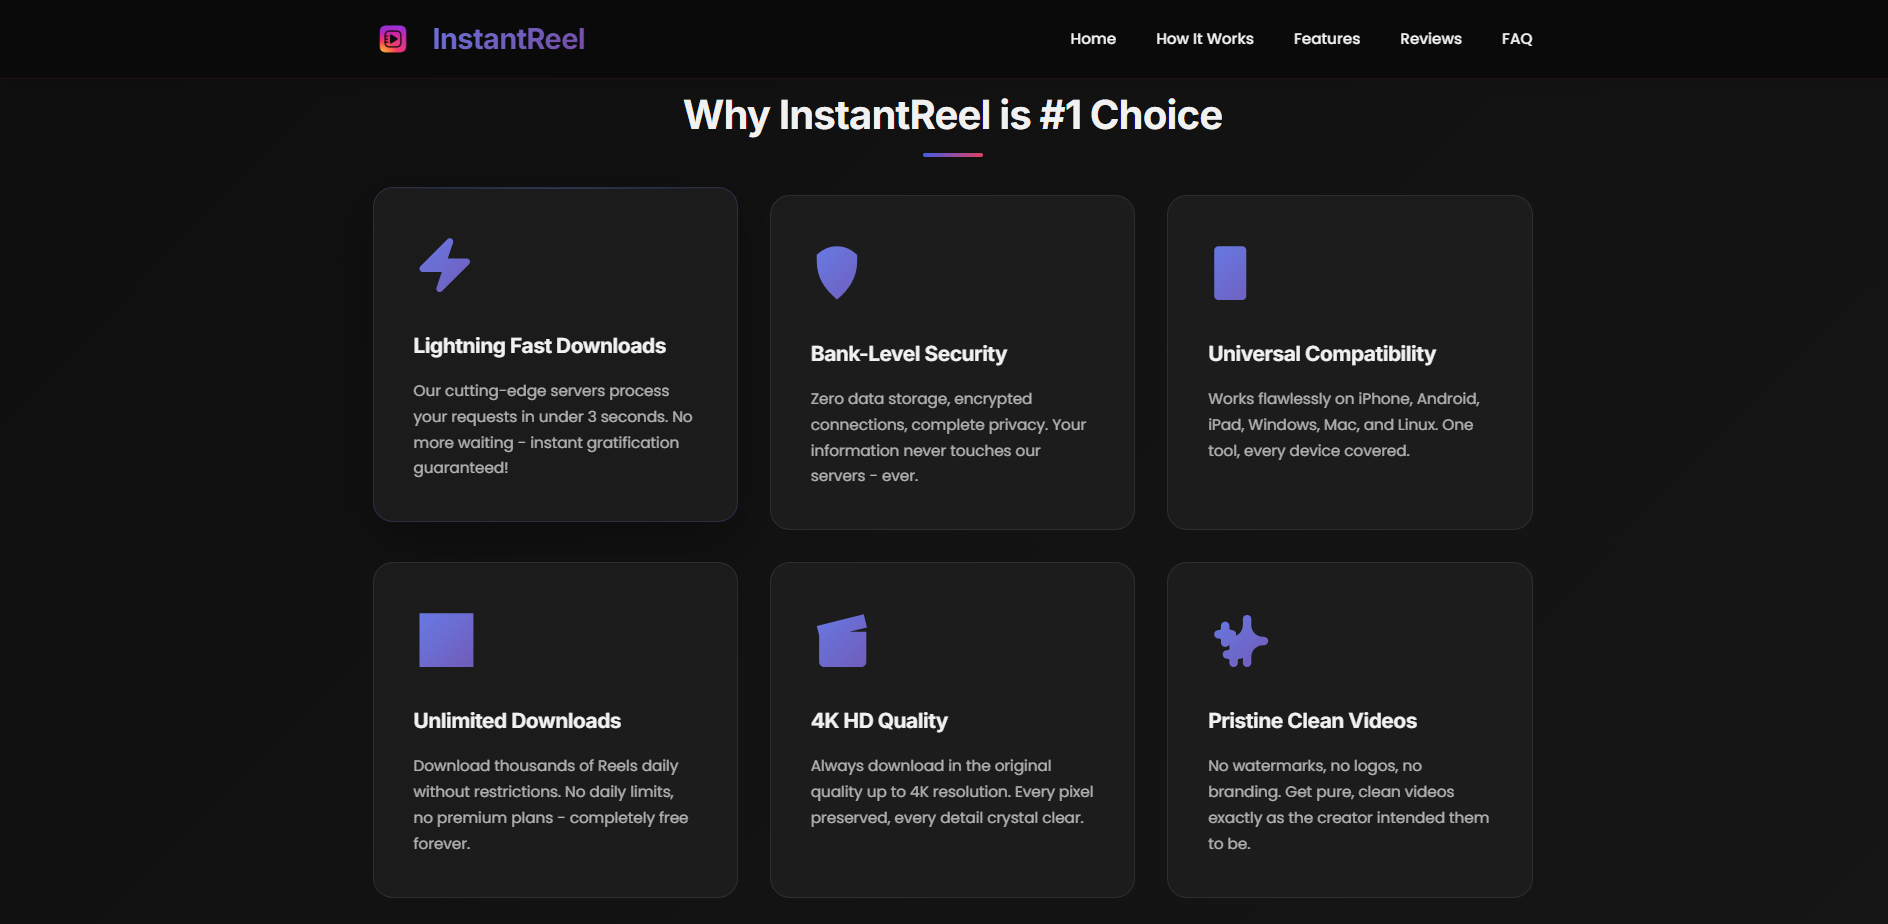 InstantReel
Home
How It Works
Features
Reviews
FAQ
Why InstantReel is #1 Choice
Lightning Fast Downloads
Our cutting-edge servers process
your requests in under 3 seconds. No
more waiting - instant gratification
guaranteed!
Bank-Level Security
Zero data storage, encrypted
connections, complete privacy. Your
information never touches our
servers - ever.
Universal Compatibility
Works flawlessly on iPhone, Android,
iPad, Windows, Mac, and Linux. One
tool, every device covered.
Unlimited Downloads
Download thousands of Reels daily
without restrictions. No daily limits,
no premium plans - completely free
forever.
4K HD Quality
Always download in the original
quality up to 4K resolution. Every pixel
preserved, every detail crystal clear.
Pristine Clean Videos
No watermarks, no logos, no
branding. Get pure, clean videos
exactly as the creator intended them
to be.